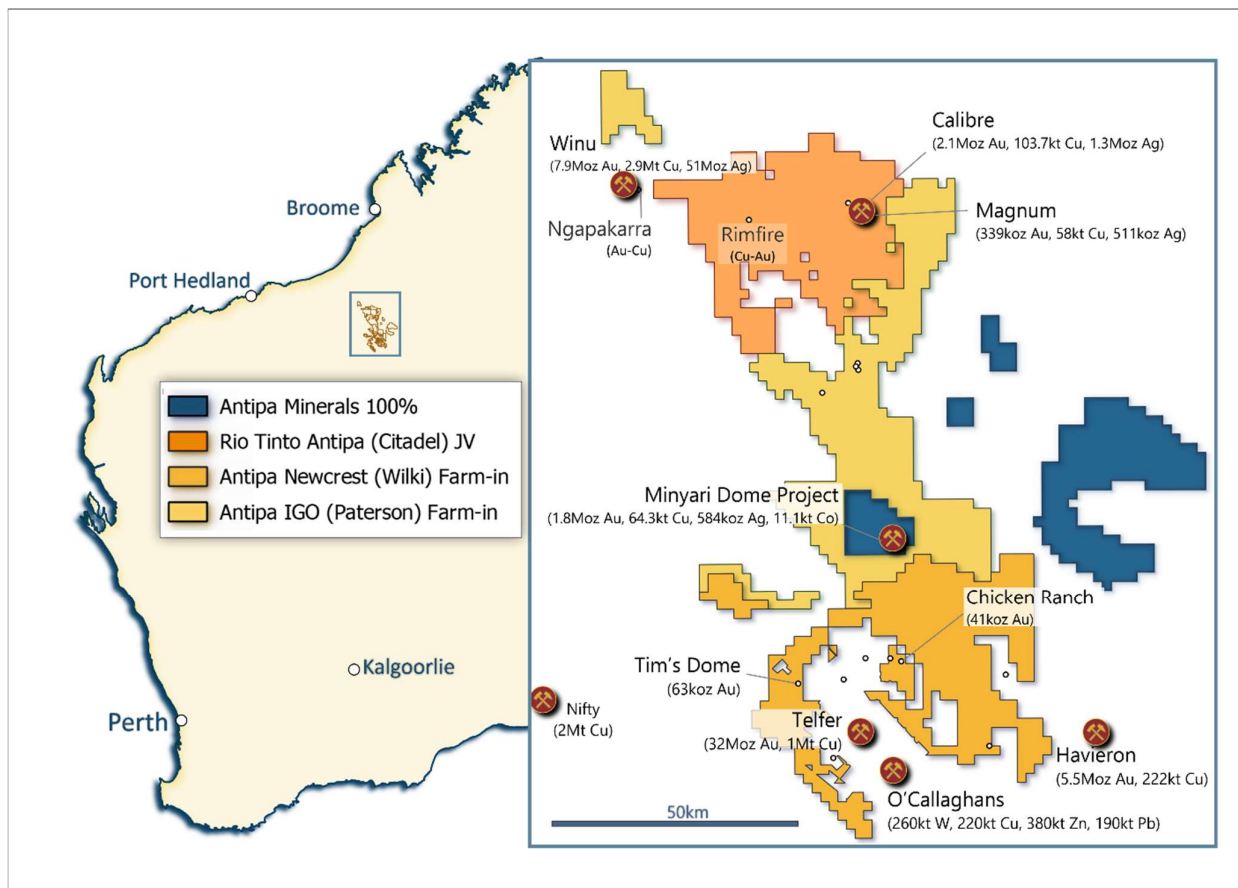 Broome
Port Hedland
Kalgoorlie
Perth
Antipa Minerals 100%
Rio Tinto Antipa (Citadel) JV
Antipa Newcrest (Wilki) Farm-in
Antipa IGO (Paterson) Farm-in
Winu
(7.9Moz Au, 2.9Mt Cu, 51Moz Ag)
Ngapakarra
(Au-Cu)
Rimfire
(Cu-Au)
Calibre
(2.1Moz Au, 103.7kt Cu, 1.3Moz Ag)
Magnum
(339koz Au, 58kt Cu, 511koz Ag)
Minyari Dome Project
(1.8Moz Au, 64.3kt Cu, 584koz Ag, 11.1kt Co)
Chicken Ranch
(41koz Au)
Tim's Dome
(63koz Au)
Nifty
(2Mt Cu)
Telfer
(32Moz Au, 1Mt Cu)
Havieron
(5.5Moz Au, 222kt Cu)
O'Callaghans
(260kt W, 220kt Cu, 380kt Zn, 190kt Pb)
50km